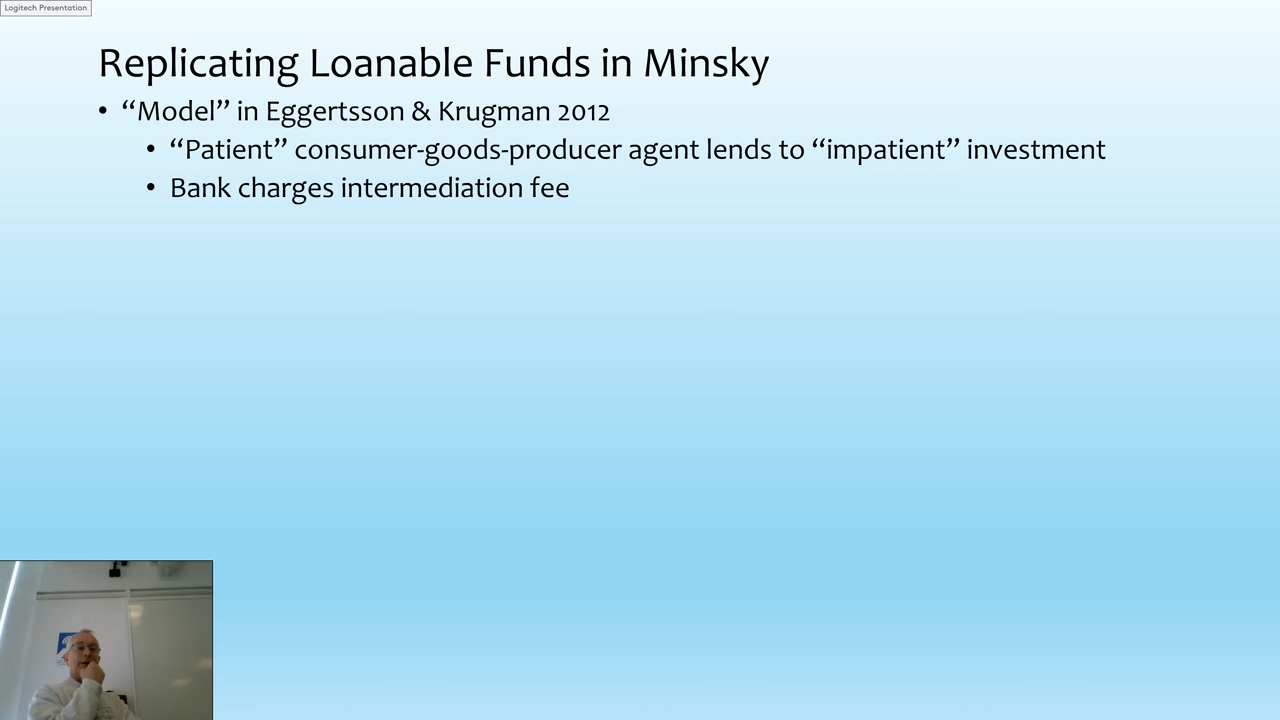 Logitech Presentation
Replicating Loanable Funds in Minsky
• “Model” in Eggertsson & Krugman 2012
• “Patient” consumer-goods-producer agent lends to “impatient” investment
• Bank charges intermediation fee